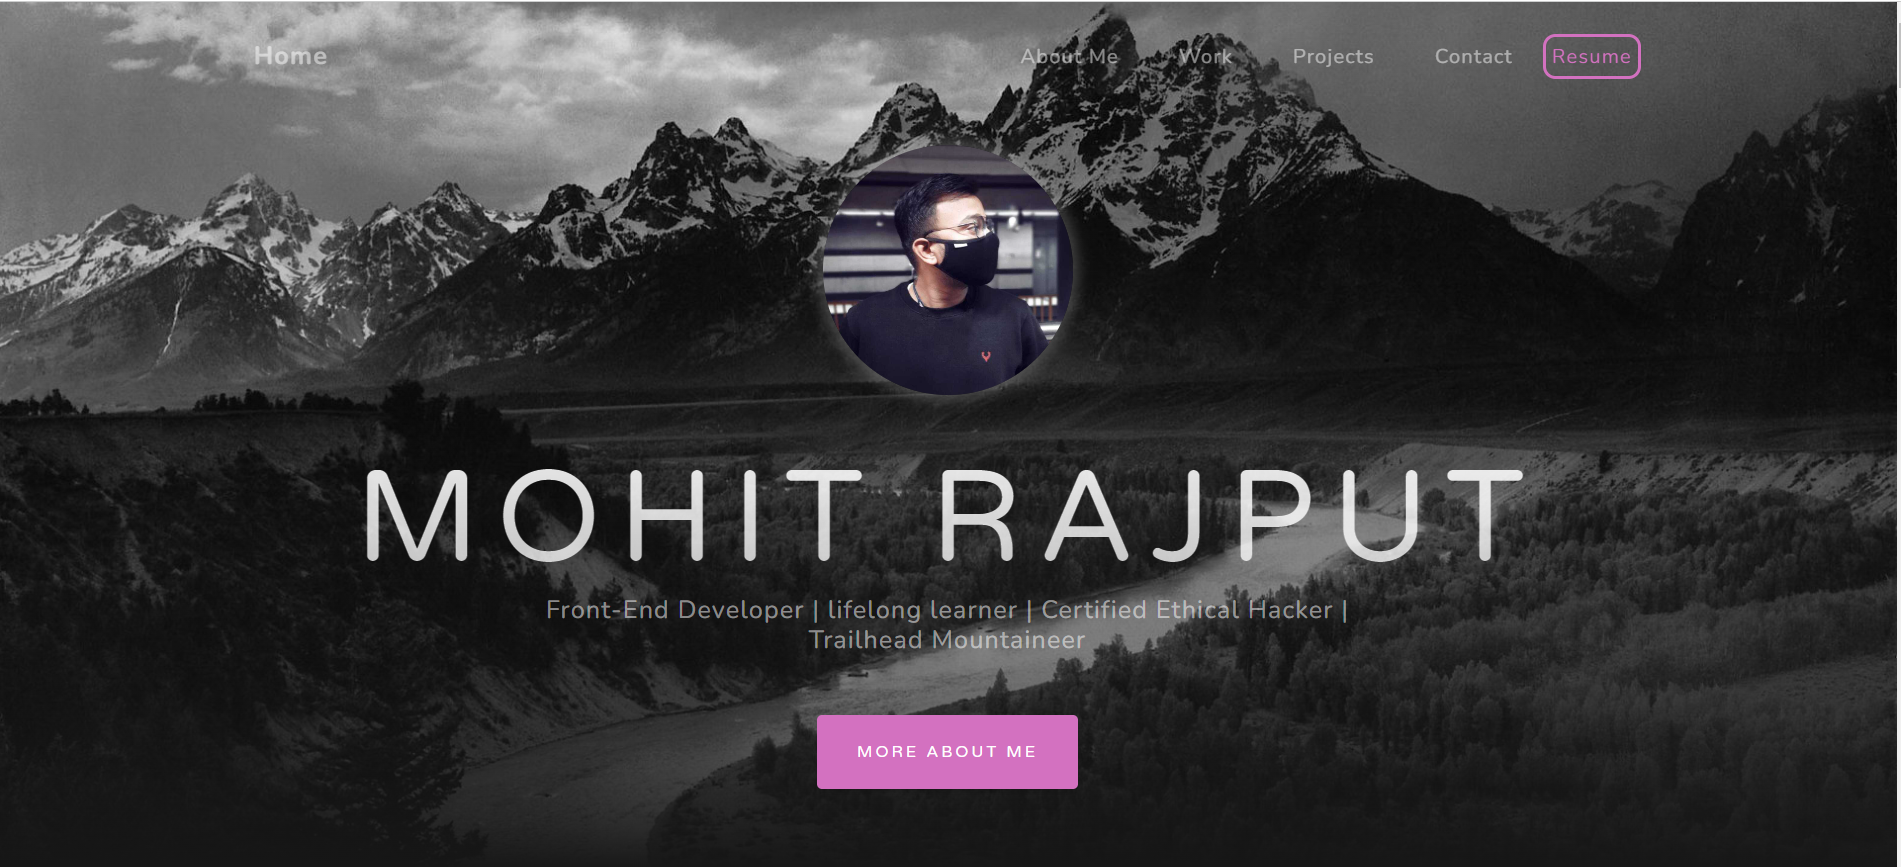 Home
About Me
Work
Projects
Contact
Resume
MOHIT RAJPUT
Front-End Developer | lifelong learner | Certified Ethical Hacker |
Trailhead Mountaineer
MORE ABOUT ME